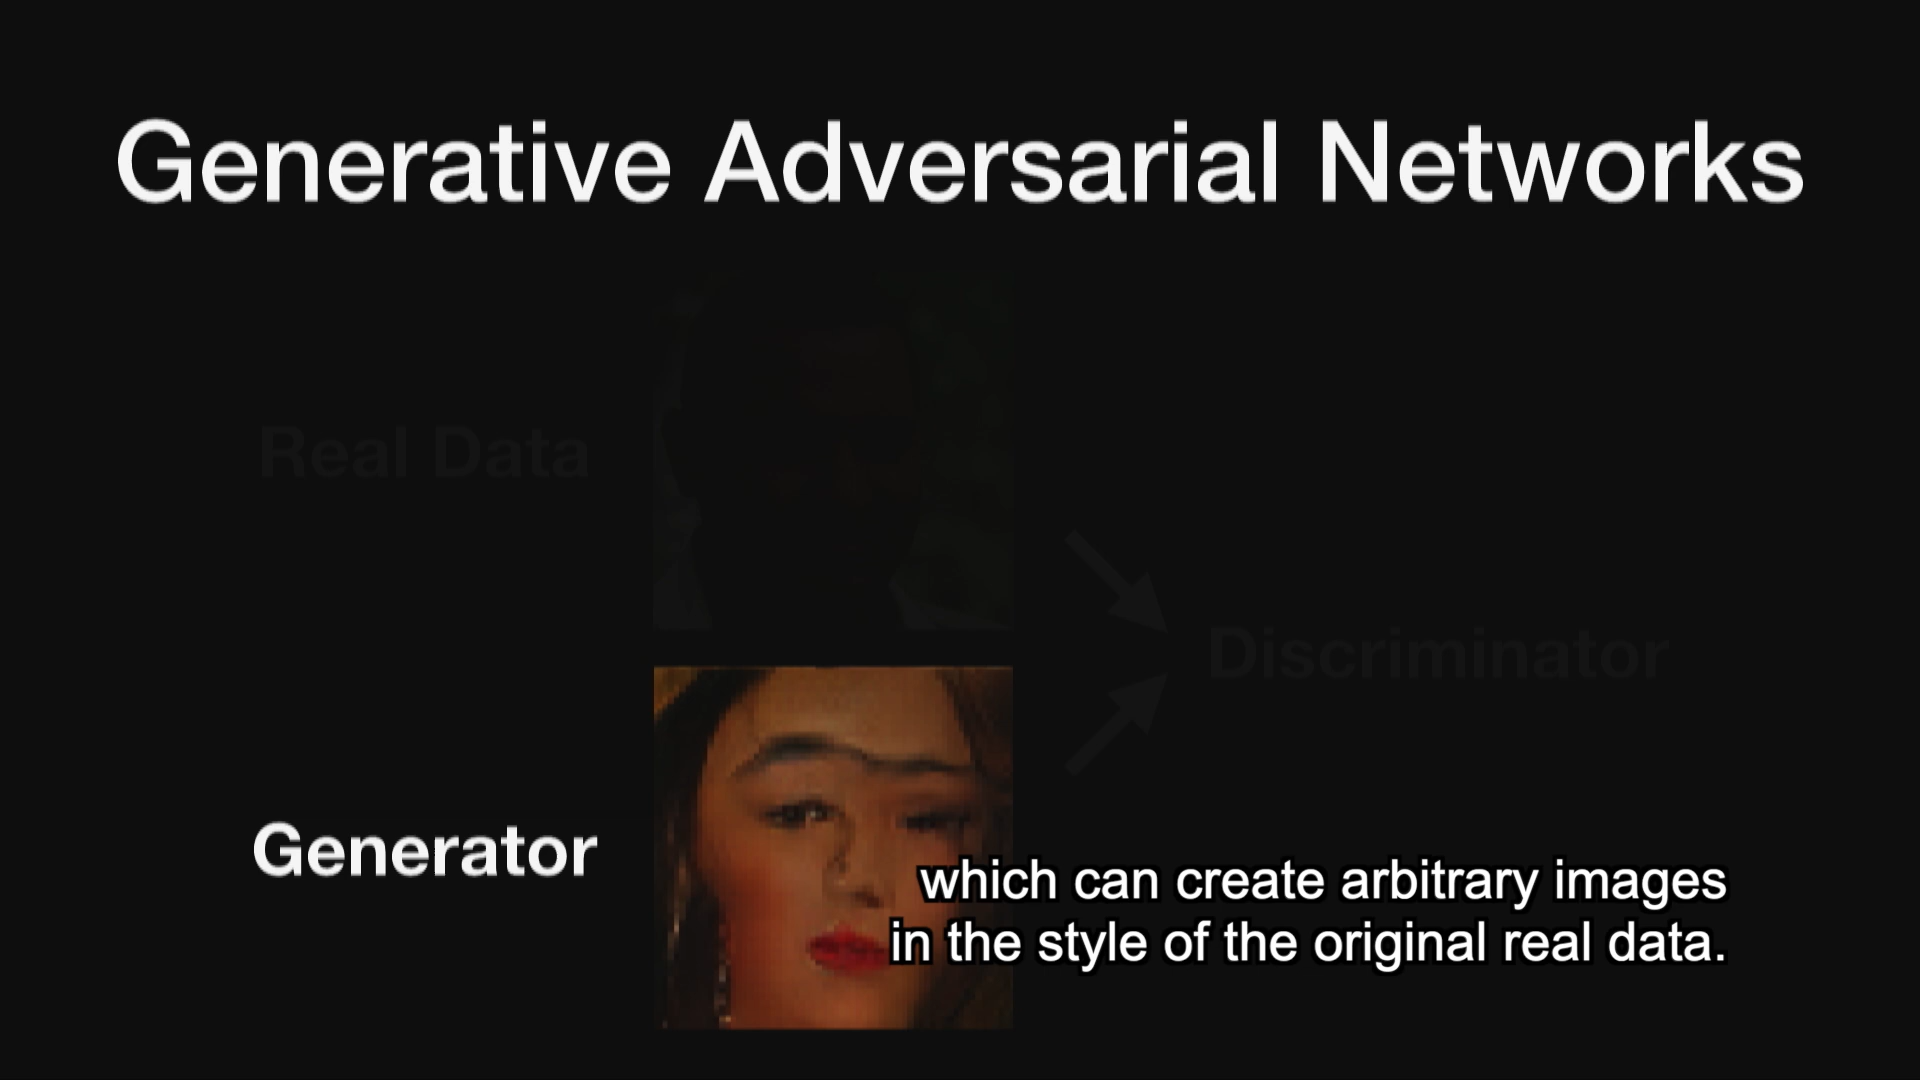 Generative Adversarial Networks
Real Data
Discriminator
Generator
which can create arbitrary images
in the style of the original real data.